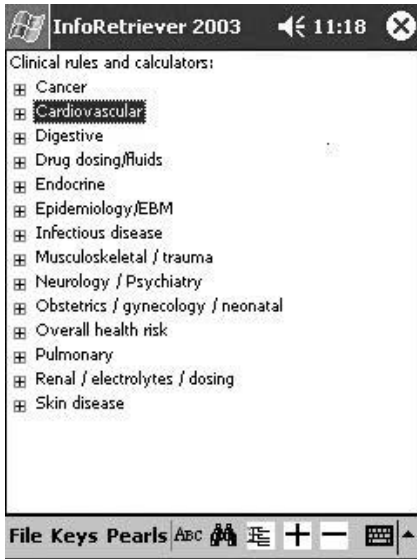 InfoRetriever 2003 11:18
Clinical rules and calculators:
Cancer
Cardiovascular
Digestive
Drug dosing/fluids
Endocrine
Epidemiology/EBM
Infectious disease
Musculoskeletal / trauma
Neurology / Psychiatry
Obstetrics / gynecology / neonatal
Overall health risk
Pulmonary
Renal / electrolytes / dosing
Skin disease
File Keys Pearls ABC